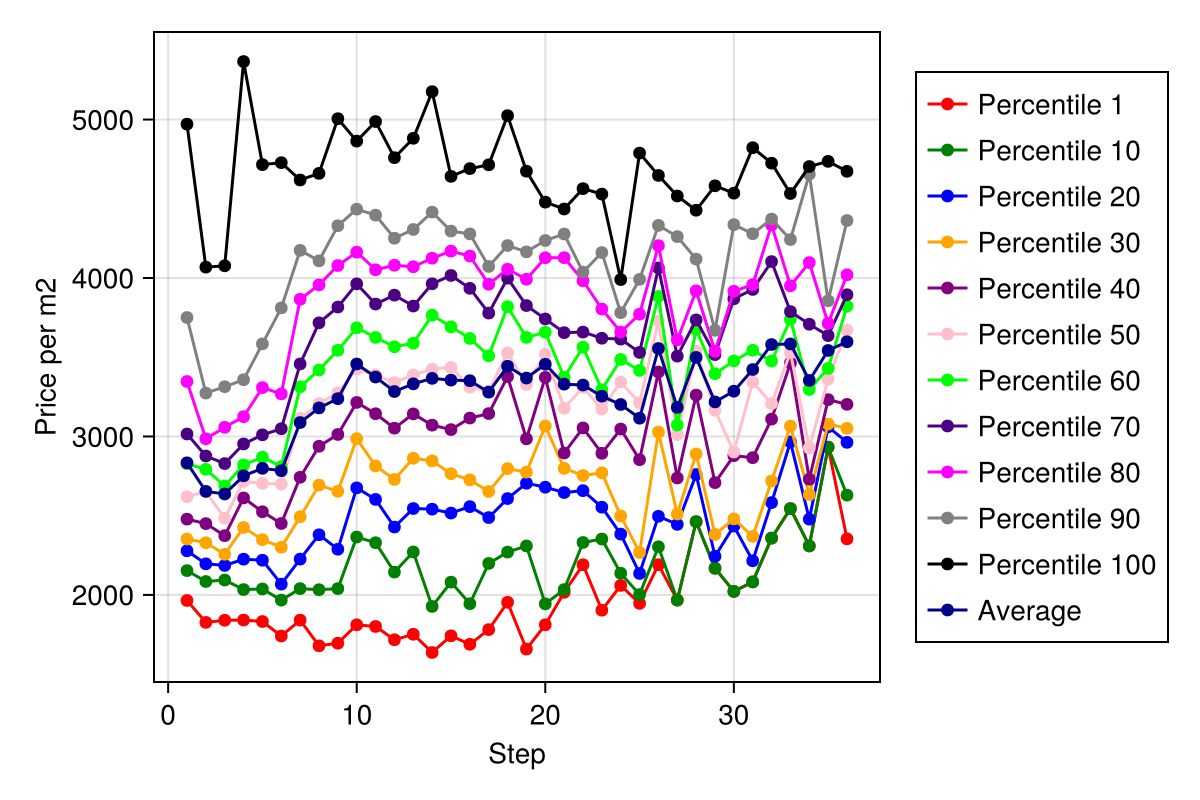 5000
4000
3000
2000
Price per m2
0 10 20 30
Step
Percentile 1
Percentile 10
Percentile 20
Percentile 30
Percentile 40
Percentile 50
Percentile 60
Percentile 70
Percentile 80
Percentile 90
Percentile 100
Average